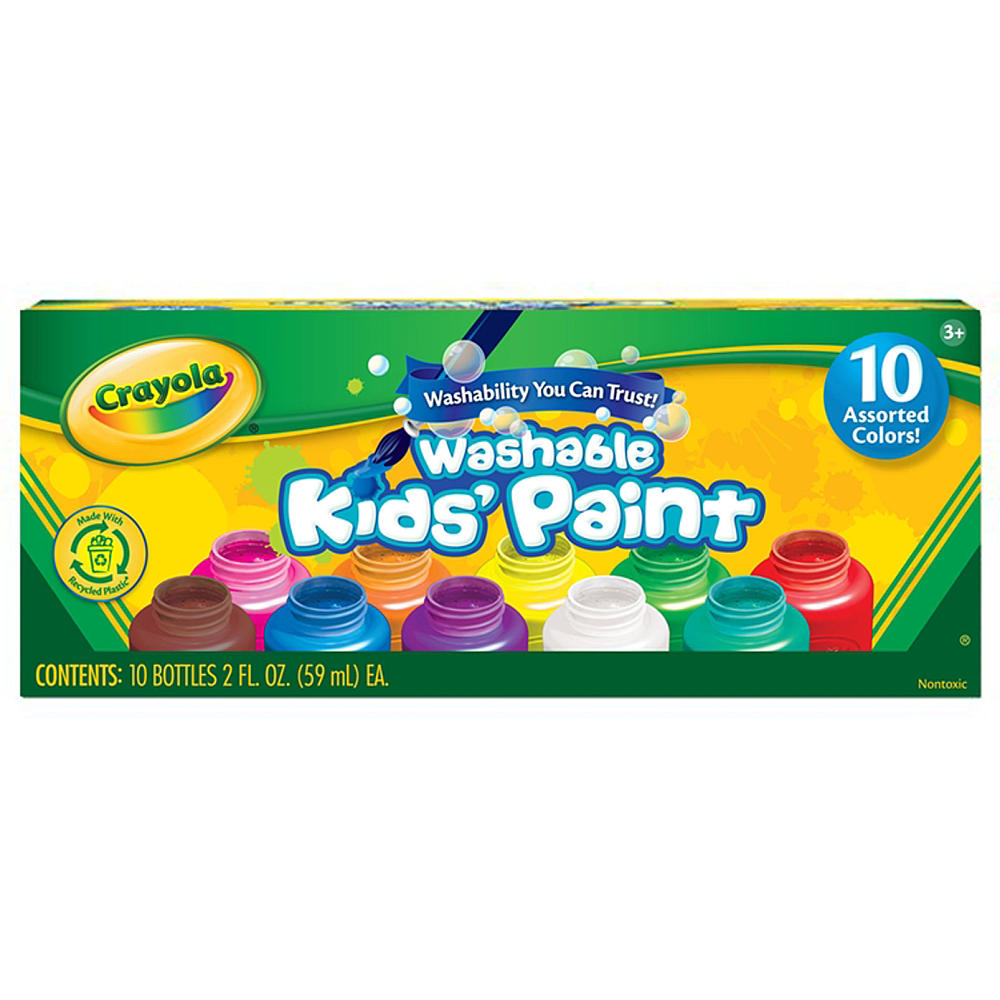 Crayola
®
Washability You Can Trust!
Washable
Kids' Paint
10
Assorted
Colors!
3+
Made With
Recycled Plastic*
CONTENTS: 10 BOTTLES 2 FL. OZ. (59 mL) EA.
®
Nontoxic